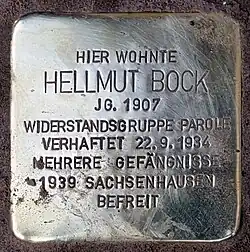 HIER WOHNTE
HELLMUT BOCK
JG. 1907
WIDERSTANDSGRUPPE PAROLE
VERHAFTET 22.9.1934
MEHRERE GEFÄNGNISSE
1939 SACHSENHAUSEN
BEFREIT